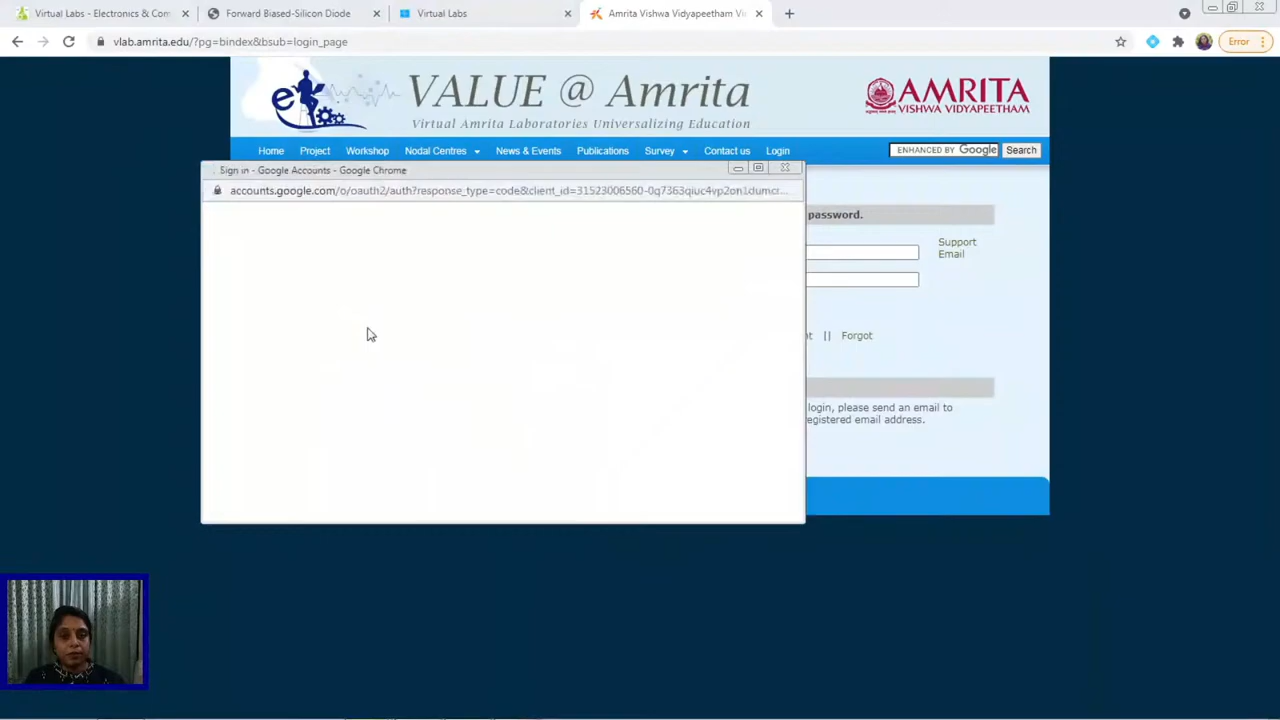 Virtual Labs - Electronics & Com
Forward Biased-Silicon Diode
Virtual Labs
Amrita Vishwa Vidyapeetham Vi
vlab.amrita.edu/?pg=bindex&bsub=login_page
Error
VALUE @ Amrita
Virtual Amrita Laboratories Universalizing Education
AMRITA
VISHWA VIDYAPEETHAM
Home Project Workshop Nodal Centres News & Events Publications Survey Contact us Login
ENHANCED BY Google
Search
Sign in - Google Accounts - Google Chrome
accounts.google.com/o/oauth2/auth?response_type=code&client_id=31523006560-0q7363qiuc4vp2on1dumcr...
password.
Support
Email
nt || Forgot
login, please send an email to
egistered email address.